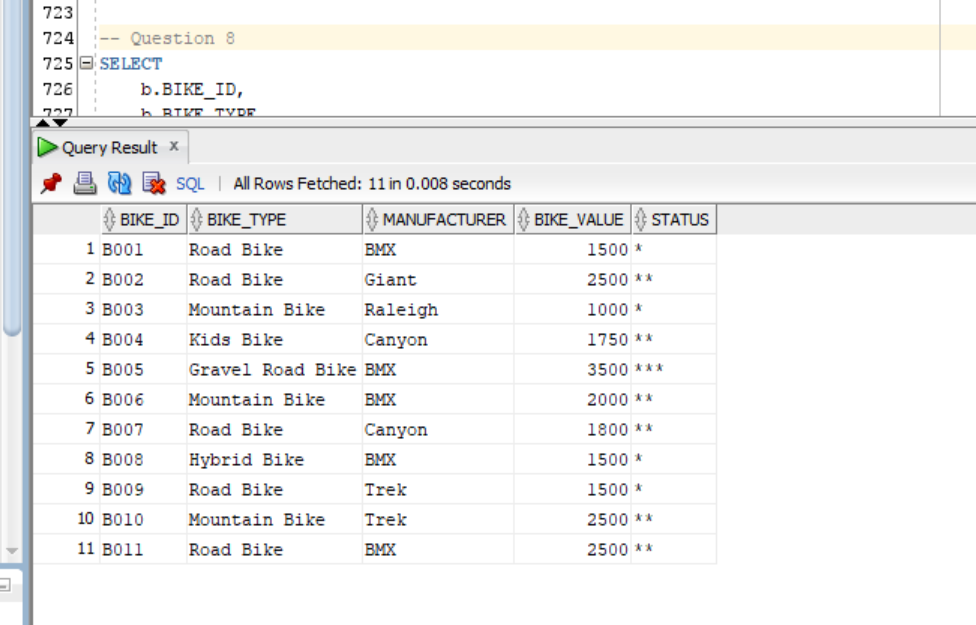 723
724 -- Question 8
725 SELECT
726 b.BIKE_ID,
727 b.BIKE_TYPE
Query Result x
SQL | All Rows Fetched: 11 in 0.008 seconds
BIKE_ID BIKE_TYPE MANUFACTURER BIKE_VALUE STATUS
1 B001 Road Bike BMX 1500 *
2 B002 Road Bike Giant 2500 **
3 B003 Mountain Bike Raleigh 1000 *
4 B004 Kids Bike Canyon 1750 **
5 B005 Gravel Road Bike BMX 3500 ***
6 B006 Mountain Bike BMX 2000 **
7 B007 Road Bike Canyon 1800 **
8 B008 Hybrid Bike BMX 1500 *
9 B009 Road Bike Trek 1500 *
10 B010 Mountain Bike Trek 2500 **
11 B011 Road Bike BMX 2500 **